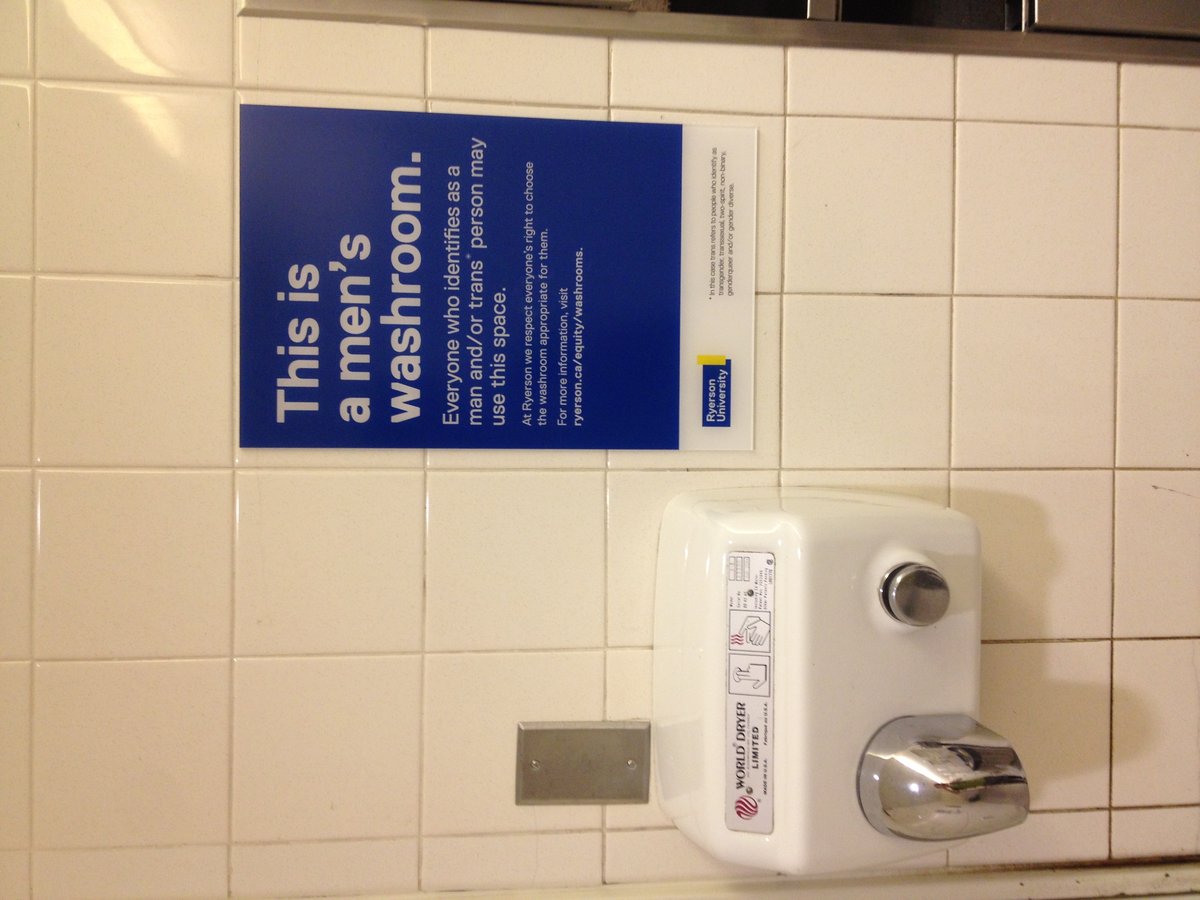 This is
a men's
washroom.
Everyone who identifies as a
man and/or trans* person may
use this space.
At Ryerson we respect everyone's right to choose
the washroom appropriate for them.
For more information, visit
ryerson.ca/equity/washrooms.
Ryerson
University
* In this case trans refers to people who identify as
transgender, transsexual, two-spirit, non-binary,
genderqueer and/or gender diverse.
WORLD® DRYER
LIMITED
MADE IN U.S.A.